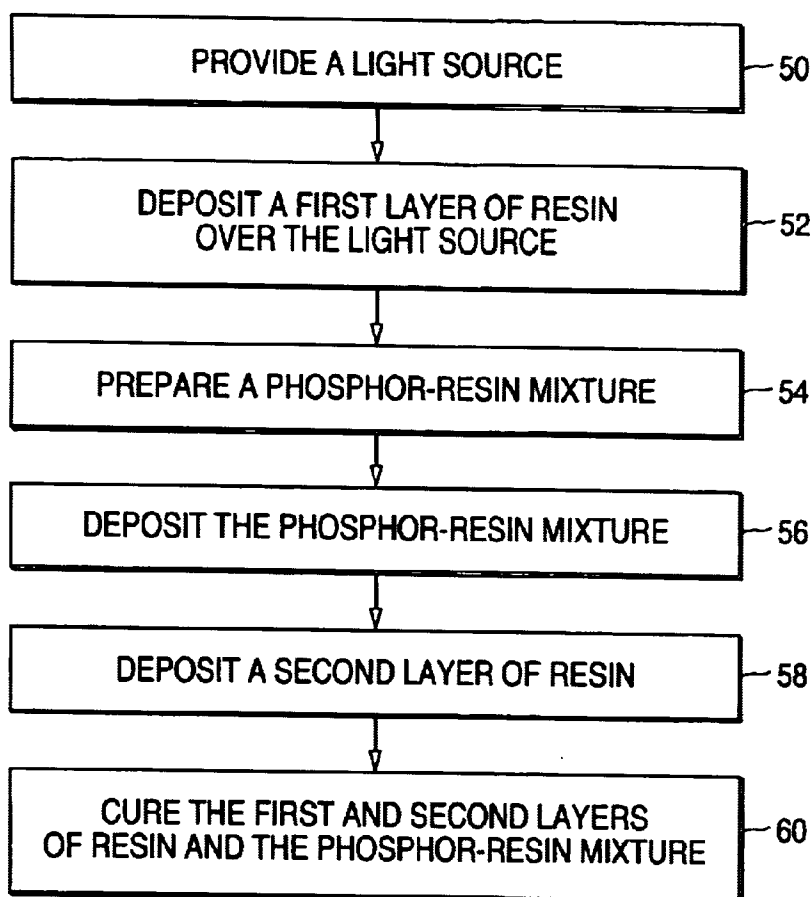 PROVIDE A LIGHT SOURCE
50
DEPOSIT A FIRST LAYER OF RESIN
OVER THE LIGHT SOURCE
52
PREPARE A PHOSPHOR-RESIN MIXTURE
54
DEPOSIT THE PHOSPHOR-RESIN MIXTURE
56
DEPOSIT A SECOND LAYER OF RESIN
58
CURE THE FIRST AND SECOND LAYERS
OF RESIN AND THE PHOSPHOR-RESIN MIXTURE
60